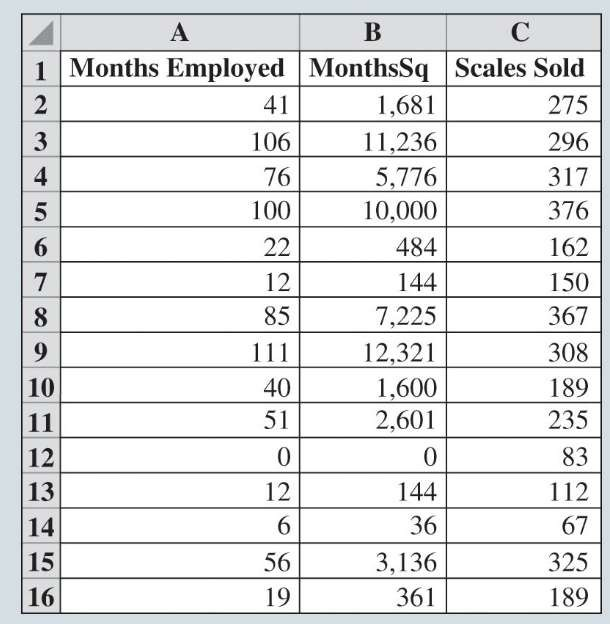 A B C
1 Months Employed MonthsSq Scales Sold
2 41 1,681 275
3 106 11,236 296
4 76 5,776 317
5 100 10,000 376
6 22 484 162
7 12 144 150
8 85 7,225 367
9 111 12,321 308
10 40 1,600 189
11 51 2,601 235
12 0 0 83
13 12 144 112
14 6 36 67
15 56 3,136 325
16 19 361 189